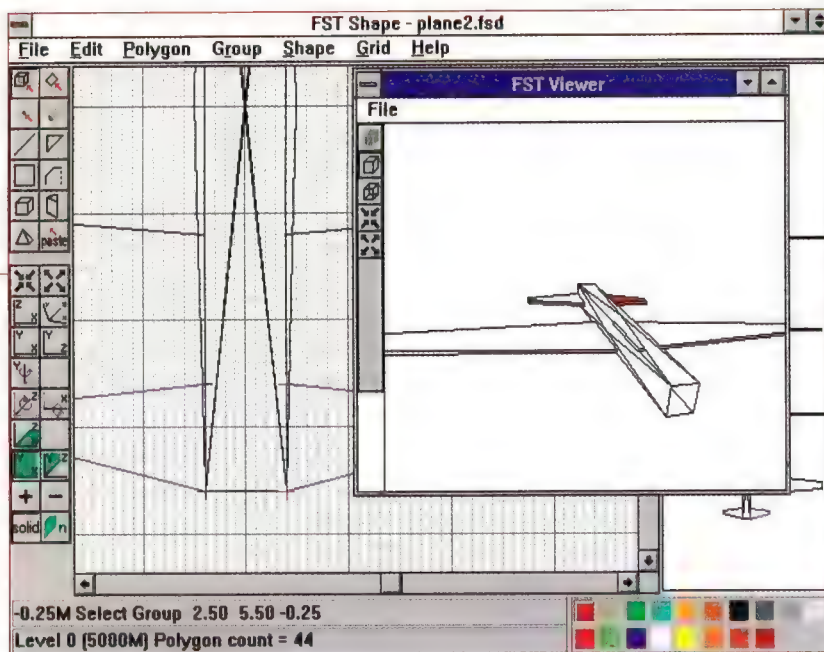 FST Shape - plane2.fsd
File Edit Polygon Group Shape Grid Help
FST Viewer
File
paste
Z X
Y X Y Z
Y
Z X
Z
Y X Y Z
+ −
solid n
-0.25M Select Group 2.50 5.50 -0.25
Level 0 (5000M) Polygon count = 44